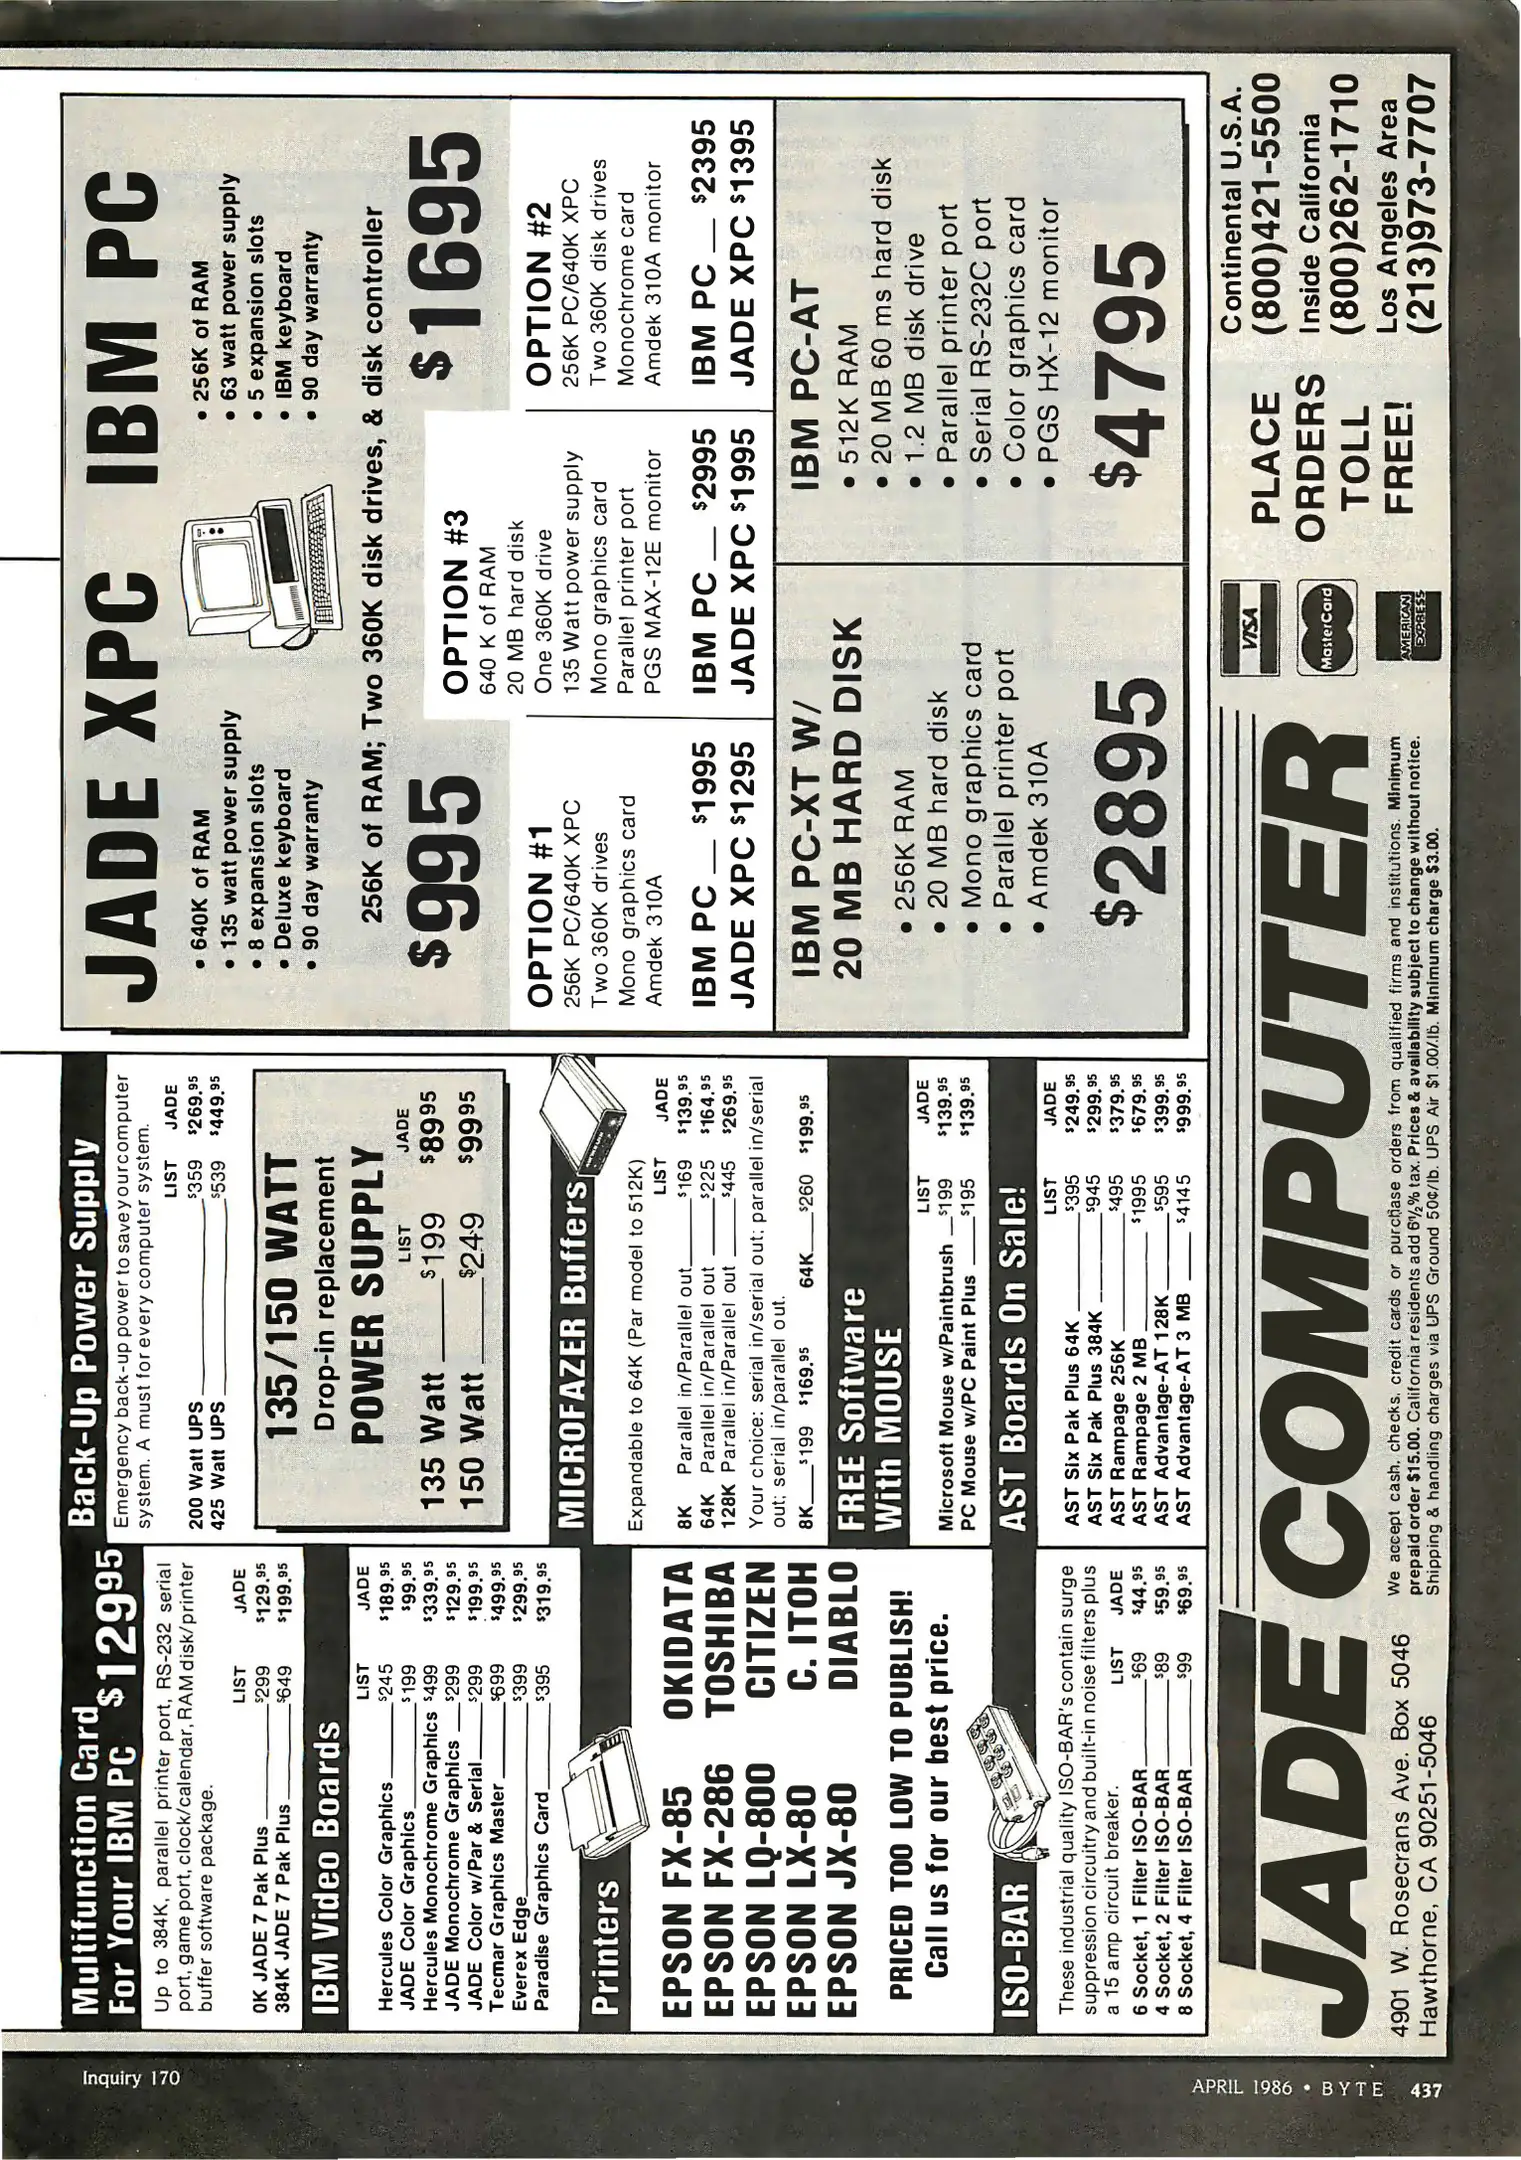 Multifunction Card
For Your IBM PC $129.95
Up to 384K, parallel printer port, RS-232 serial
port, game port, clock/calendar, RAM disk/printer
buffer software package.
LIST JADE
0K JADE 7 Pak Plus $299 $129.95
384K JADE 7 Pak Plus $649 $199.95
IBM Video Boards
LIST JADE
Hercules Color Graphics $245 $189.95
JADE Color Graphics $199 $99.95
Hercules Monochrome Graphics $499 $339.95
JADE Monochrome Graphics $299 $129.95
JADE Color w/Par & Serial $299 $199.95
Tecmar Graphics Master $699 $499.95
Everex Edge $399 $299.95
Paradise Graphics Card $395 $319.95
Printers
EPSON FX-85 OKIDATA
EPSON FX-286 TOSHIBA
EPSON LQ-800 CITIZEN
EPSON LX-80 C. ITOH
EPSON JX-80 DIABLO
PRICED TOO LOW TO PUBLISH!
Call us for our best price.
ISO-BAR
These industrial quality ISO-BAR's contain surge
suppression circuitry and built-in noise filters plus
a 15 amp circuit breaker.
LIST JADE
6 Socket, 1 Filter ISO-BAR $69 $44.95
4 Socket, 2 Filter ISO-BAR $89 $59.95
8 Socket, 4 Filter ISO-BAR $99 $69.95
Back-Up Power Supply
Emergency back-up power to save your computer
system. A must for every computer system.
LIST JADE
200 Watt UPS $359 $269.95
425 Watt UPS $539 $449.95
135/150 WATT
Drop-in replacement
POWER SUPPLY
LIST JADE
135 Watt $199 $8995
150 Watt $249 $9995
MICROFAZER Buffers
Expandable to 64K (Par model to 512K)
LIST JADE
8K Parallel in/Parallel out $169 $139.95
64K Parallel in/Parallel out $225 $164.95
128K Parallel in/Parallel out $445 $269.95
Your choice: serial in/serial out; parallel in/serial
out; serial in/parallel out.
8K $199 $169.95 64K $260 $199.95
FREE Software
With MOUSE
LIST JADE
Microsoft Mouse w/Paintbrush $199 $139.95
PC Mouse w/PC Paint Plus $195 $139.95
AST Boards On Sale!
LIST JADE
AST Six Pak Plus 64K $395 $249.95
AST Six Pak Plus 384K $945 $299.95
AST Rampage 256K $495 $379.95
AST Rampage 2 MB $1995 $679.95
AST Advantage-AT 128K $595 $399.95
AST Advantage-AT 3 MB $4145 $999.95
JADE XPC IBM PC
• 640K of RAM
• 135 watt power supply
• 8 expansion slots
• Deluxe keyboard
• 90 day warranty
• 256K of RAM
• 63 watt power supply
• 5 expansion slots
• IBM keyboard
• 90 day warranty
256K of RAM; Two 360K disk drives, & disk controller
$995 $1695
OPTION #1
256K PC/640K XPC
Two 360K drives
Mono graphics card
Amdek 310A
IBM PC $1995
JADE XPC $1295
OPTION #3
640 K of RAM
20 MB hard disk
One 360K drive
135 Watt power supply
Mono graphics card
Parallel printer port
PGS MAX-12E monitor
IBM PC $2995
JADE XPC $1995
OPTION #2
256K PC/640K XPC
Two 360K disk drives
Monochrome card
Amdek 310A monitor
IBM PC $2395
JADE XPC $1395
IBM PC-XT W/
20 MB HARD DISK
• 256K RAM
• 20 MB hard disk
• Mono graphics card
• Parallel printer port
• Amdek 310A
$2895
IBM PC-AT
• 512K RAM
• 20 MB 60 ms hard disk
• 1.2 MB disk drive
• Parallel printer port
• Serial RS-232C port
• Color graphics card
• PGS HX-12 monitor
$4795
JADE COMPUTER
4901 W. Rosecrans Ave. Box 5046
Hawthorne, CA 90251-5046
We accept cash, checks, credit cards or purchase orders from qualified firms and institutions. Minimum
prepaid order $15.00. California residents add 6½% tax. Prices & availability subject to change without notice.
Shipping & handling charges via UPS Ground 50¢/lb. UPS Air $1.00/lb. Minimum charge $3.00.
VISA
MasterCard
AMERICAN
EXPRESS
PLACE
ORDERS
TOLL
FREE!
Continental U.S.A.
(800)421-5500
Inside California
(800)262-1710
Los Angeles Area
(213)973-7707
Inquiry 170
APRIL 1986 • BYTE 437